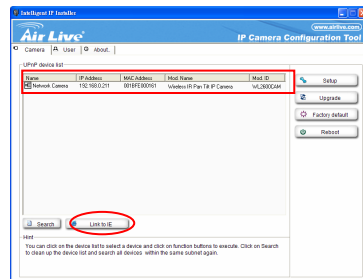 Intelligent IP Installer
Air Live
www.airlive.com
IP Camera Configuration Tool
Camera User About..
UPnP device list
Name IP Address MAC Address Mod. Name Mod. ID
Network Camera 192.168.0.211 001BFE000161 Wireless IR Pan Tilt IP Camera WL2600CAM
Setup
Upgrade
Factory default
Reboot
Search Link to IE
Hint
You can click on the device list to select a device and click on function buttons to execute. Click on Search
to clean up the device list and search all devices within the same subnet again.